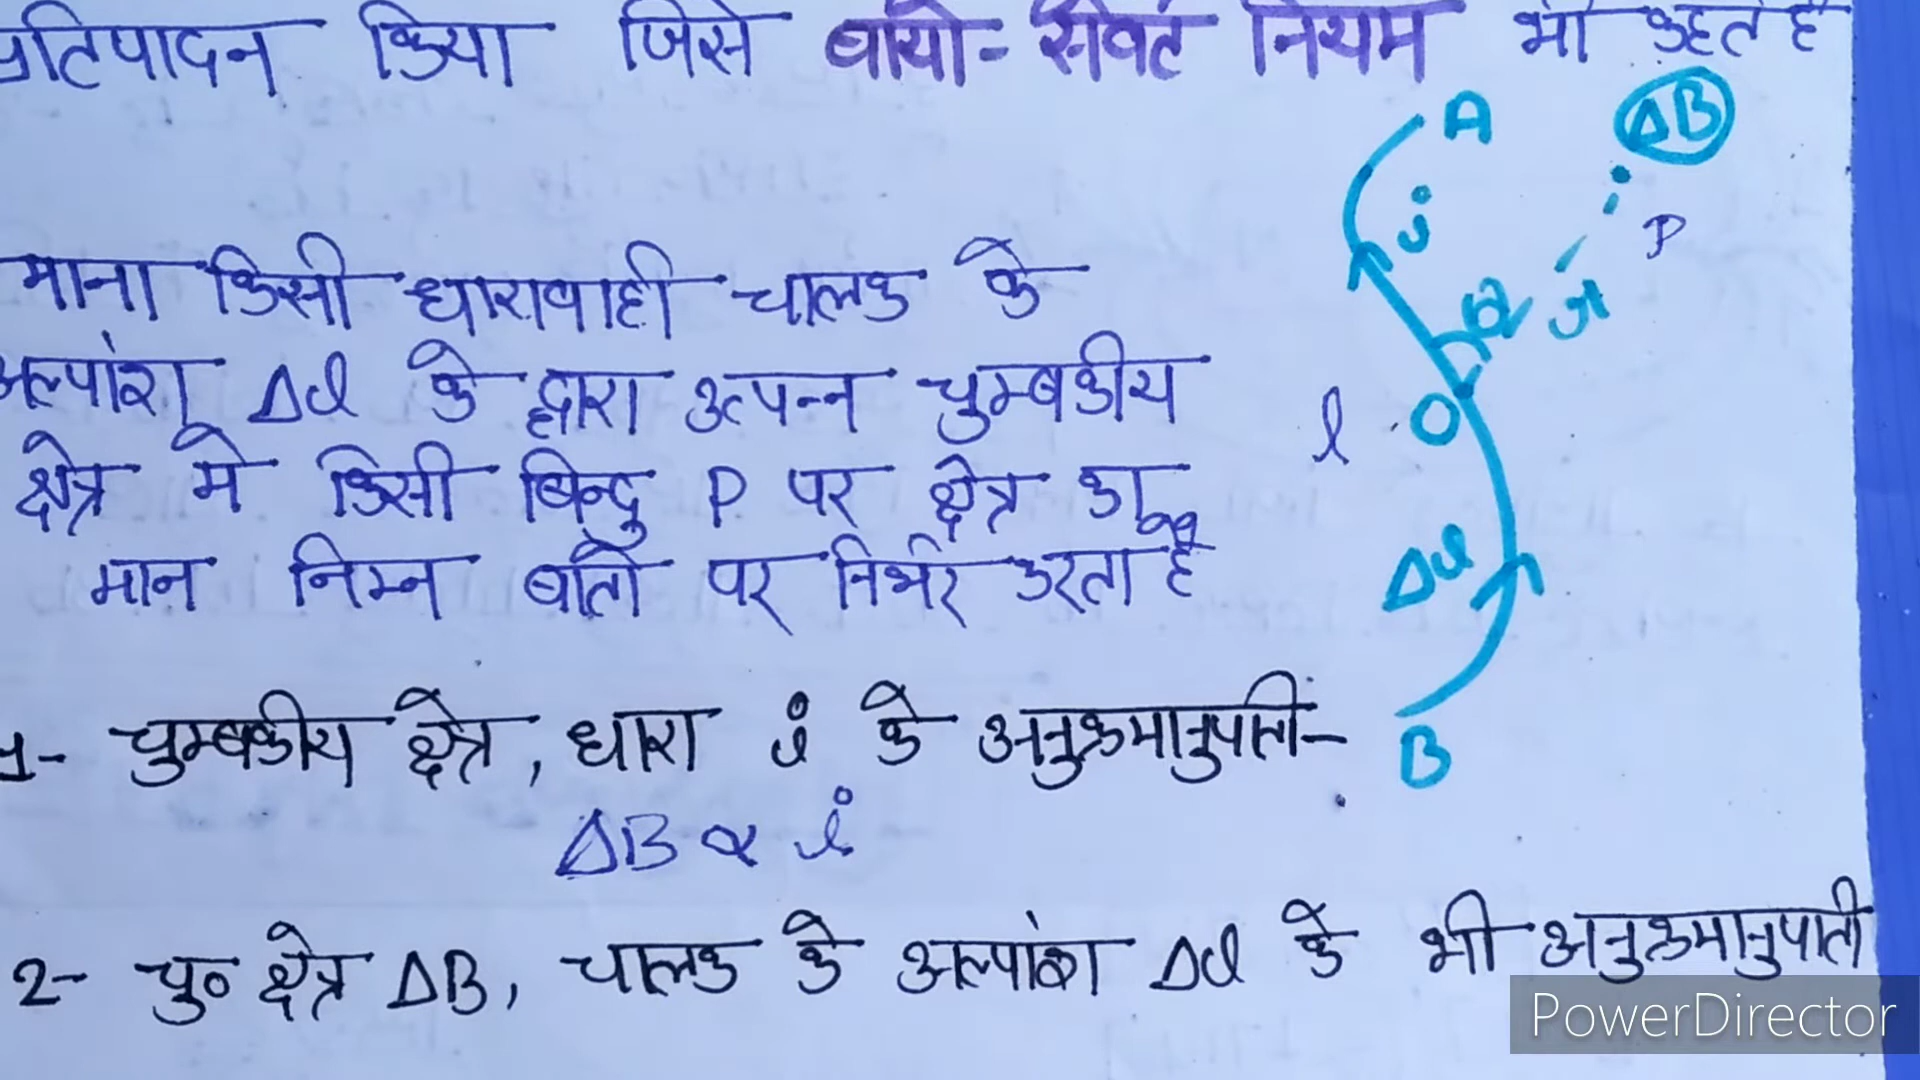 प्रतिपादन किया जिसे बायो-सेवर्ट नियम भी कहते है
A
ΔB
i
P
माना किसी धारावाही चालक के
θ
r
अल्पांश Δl के द्वारा उत्पन्न चुम्बकीय
l
O
क्षेत्र मे किसी बिन्दु P पर क्षेत्र का
मान निम्न बातों पर निर्भर करता है
Δl
1- चुम्बकीय क्षेत्र, धारा i के अनुक्रमानुपाती-
B
ΔB α i
2- चु० क्षेत्र ΔB, चालक के अल्पांश Δl के भी अनुक्रमानुपाती
PowerDirector